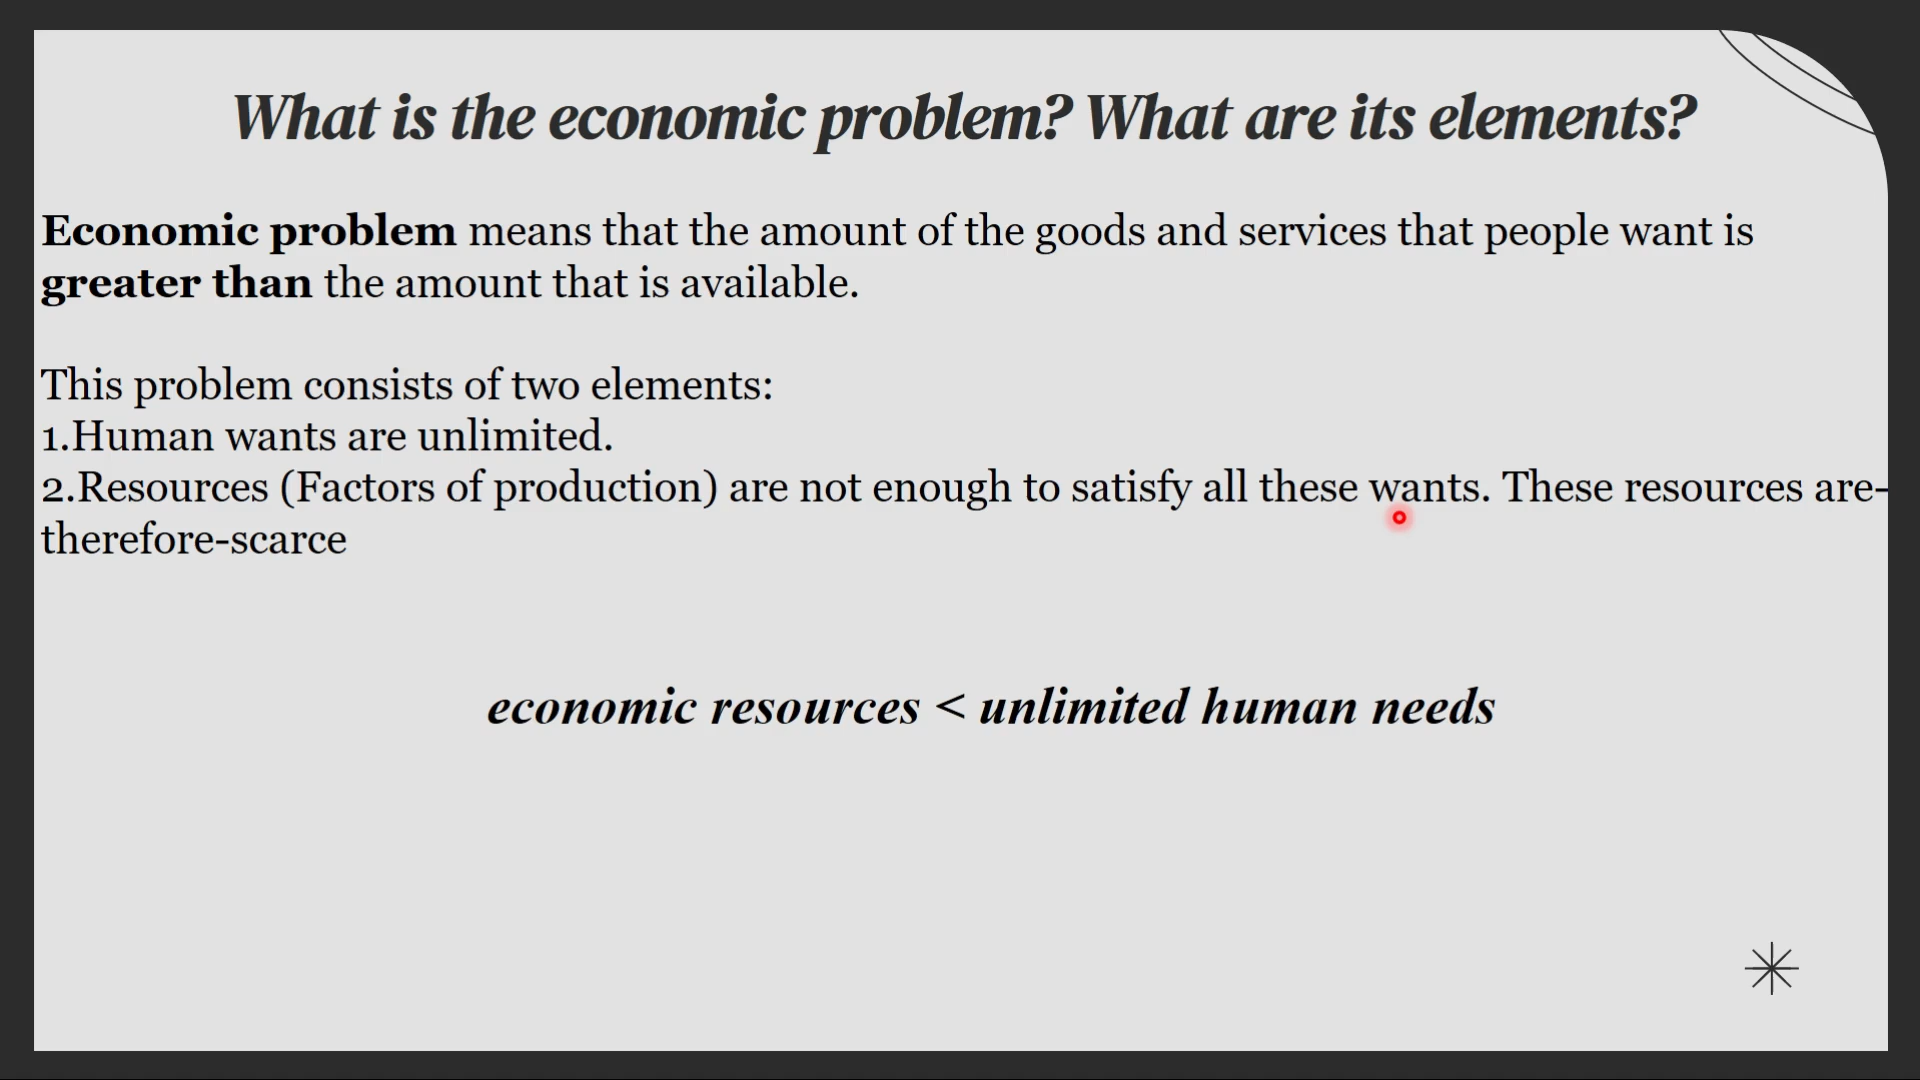 What is the economic problem? What are its elements?
Economic problem means that the amount of the goods and services that people want is
greater than the amount that is available.
This problem consists of two elements:
1.Human wants are unlimited.
2.Resources (Factors of production) are not enough to satisfy all these wants. These resources are-
therefore-scarce
economic resources < unlimited human needs